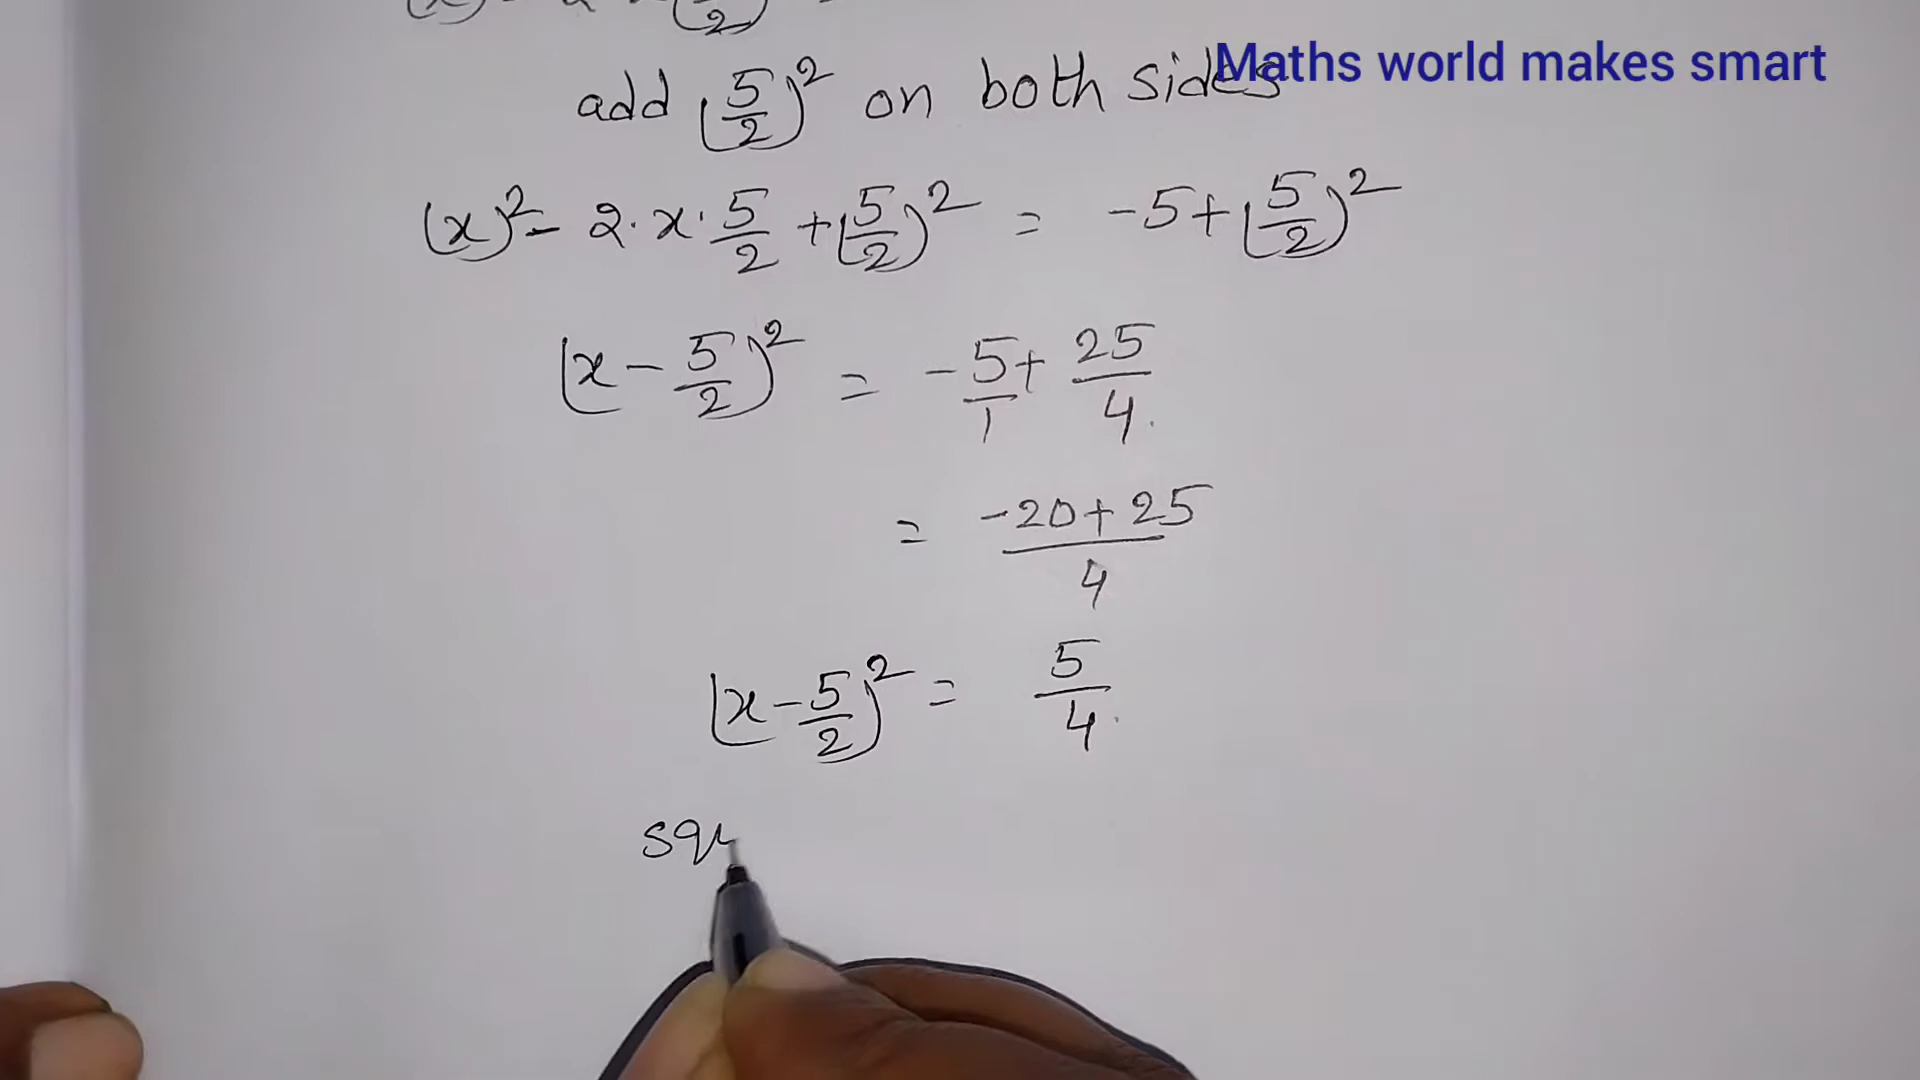 Maths world makes smart
add (5/2)² on both sides
(x)² - 2·x·5/2 + (5/2)² = -5 + (5/2)²
(x - 5/2)² = -5/1 + 25/4
= -20+25/4
(x - 5/2)² = 5/4
squ